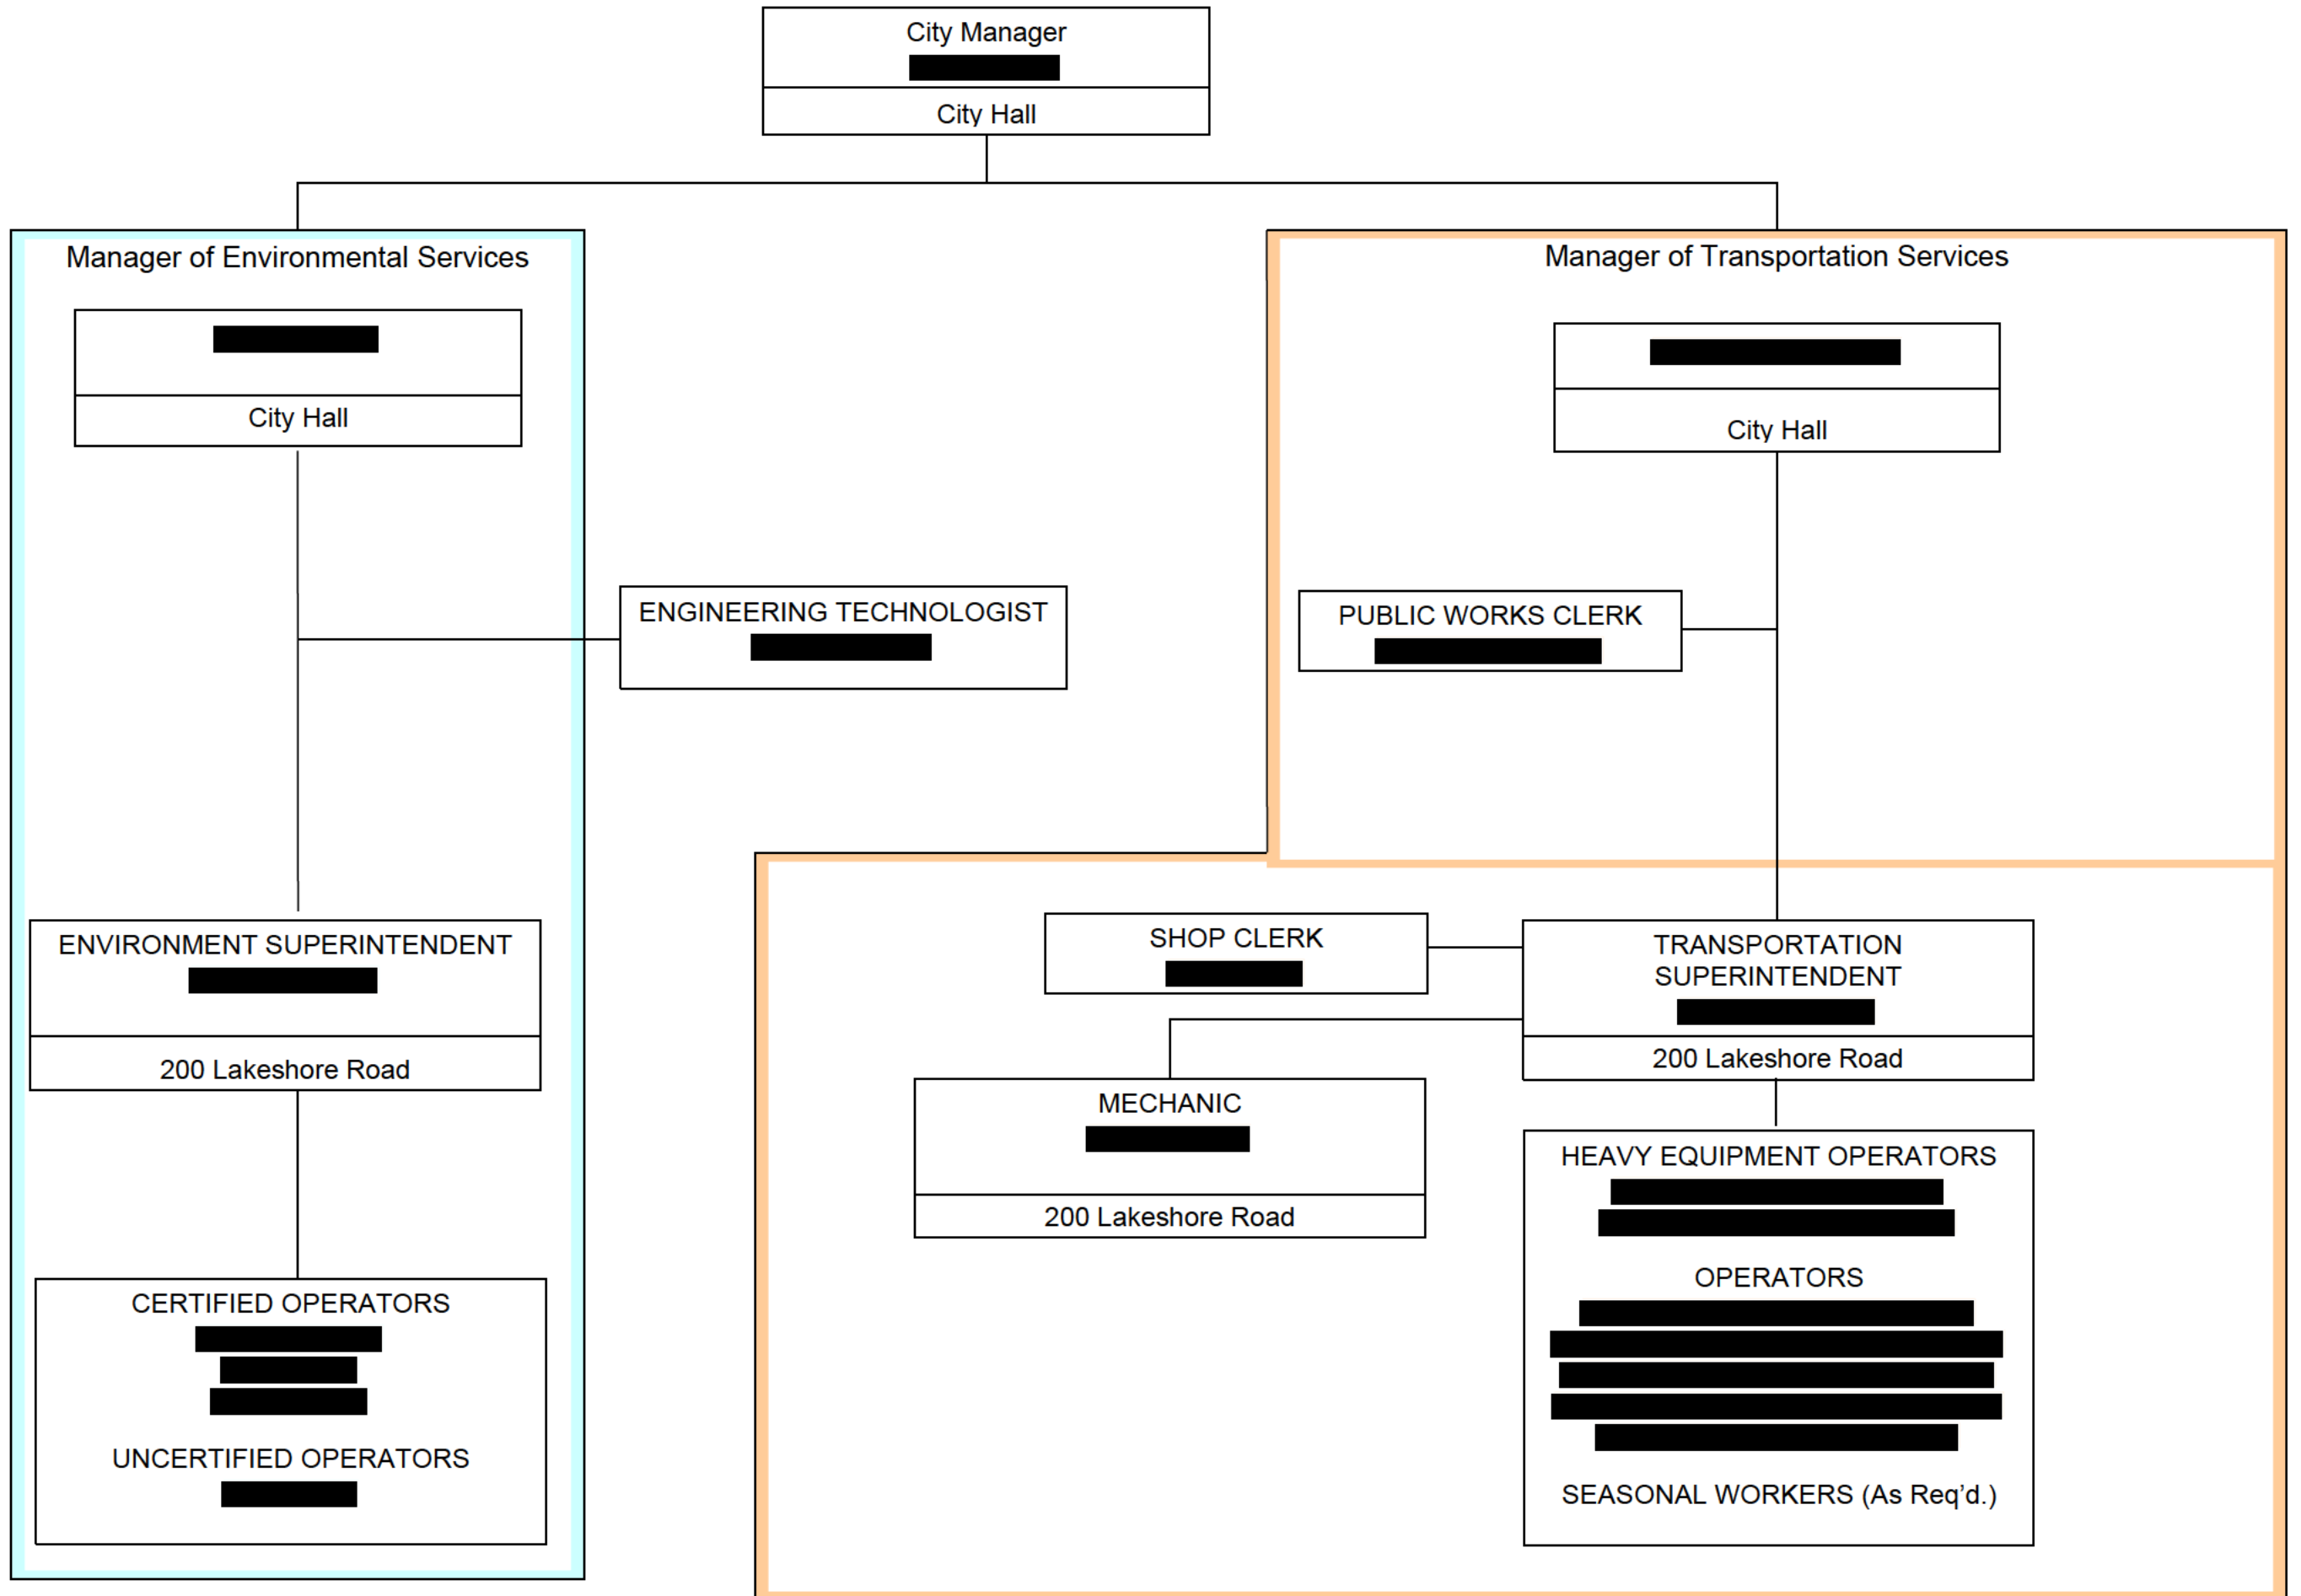 City Manager
City Hall
Manager of Environmental Services
Manager of Transportation Services
City Hall
City Hall
ENGINEERING TECHNOLOGIST
PUBLIC WORKS CLERK
ENVIRONMENT SUPERINTENDENT
200 Lakeshore Road
SHOP CLERK
TRANSPORTATION
SUPERINTENDENT
200 Lakeshore Road
MECHANIC
200 Lakeshore Road
HEAVY EQUIPMENT OPERATORS
OPERATORS
SEASONAL WORKERS (As Req’d.)
CERTIFIED OPERATORS
UNCERTIFIED OPERATORS